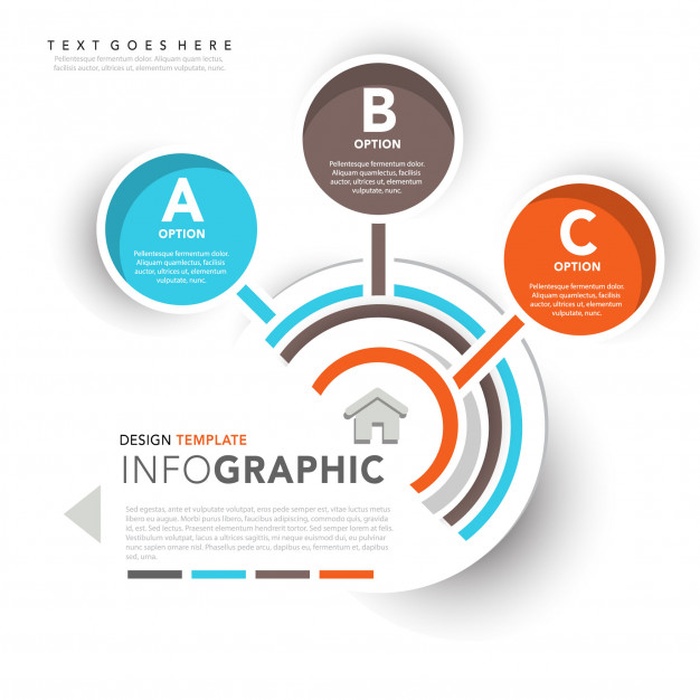 TEXT GOES HERE
Pellentesque fermentum dolor. Aliquam quam lectus,
facilisis auctor, ultrices ut, elementum vulputate, nunc.
B
OPTION
Pellentesque fermentum dolor.
Aliquam quamlectus, facilisis
auctor, ultrices ut, elementum
vulputate, nunc.
A
OPTION
Pellentesque fermentum dolor.
Aliquam quamlectus, facilisis
auctor, ultrices ut, elementum
vulputate, nunc.
C
OPTION
Pellentesque fermentum dolor.
Aliquam quamlectus, facilisis
auctor, ultrices ut, elementum
vulputate, nunc.
DESIGN TEMPLATE
INFOGRAPHIC
Sed egestas, ante et vulputate volutpat, eros pede semper est, vitae luctus metus
libero eu augue. Morbi purus libero, faucibus adipiscing, commodo quis, gravida
id, est. Sed lectus. Praesent elementum hendrerit tortor. Sed semper lorem at felis.
Vestibulum volutpat, lacus a ultrices sagittis, mi neque euismod dui, eu pulvinar
nunc sapien ornare nisl. Phasellus pede arcu, dapibus eu, fermentum et, dapibus
sed, urna.